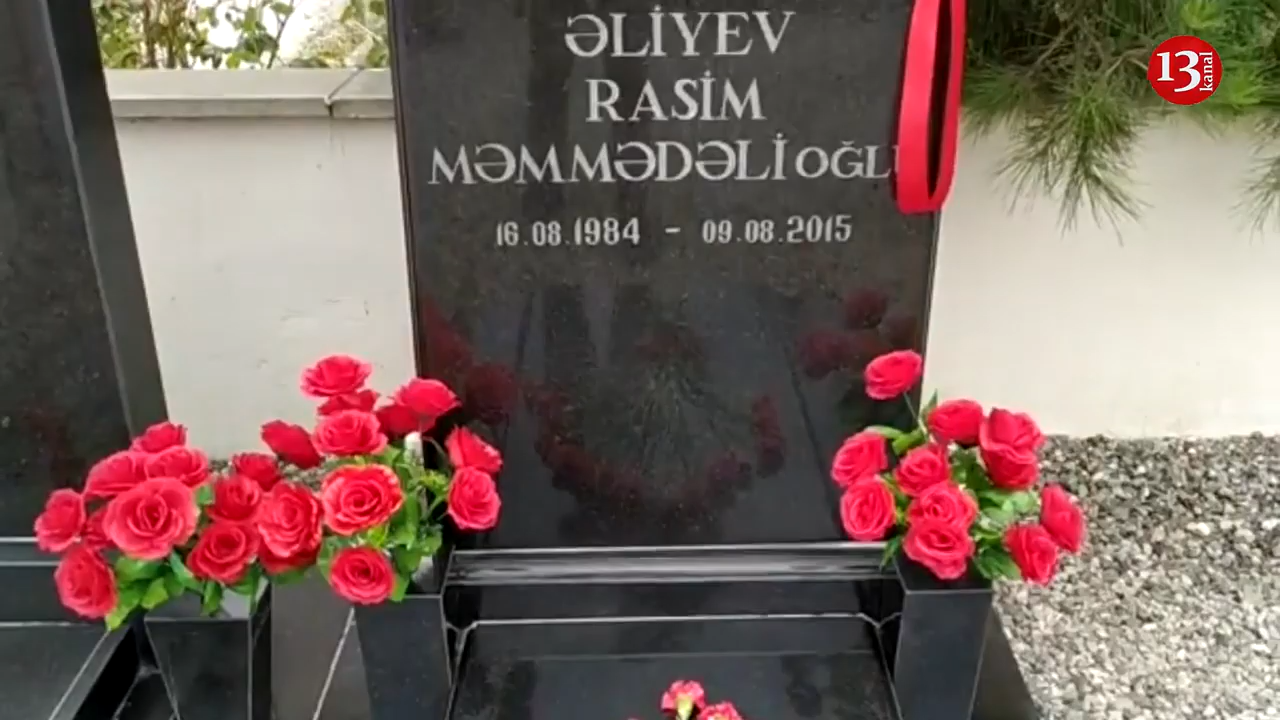 ƏLİYEV
RASİM
MƏMMƏDƏLİ OĞLU
16.08.1984 - 09.08.2015
13 kanal